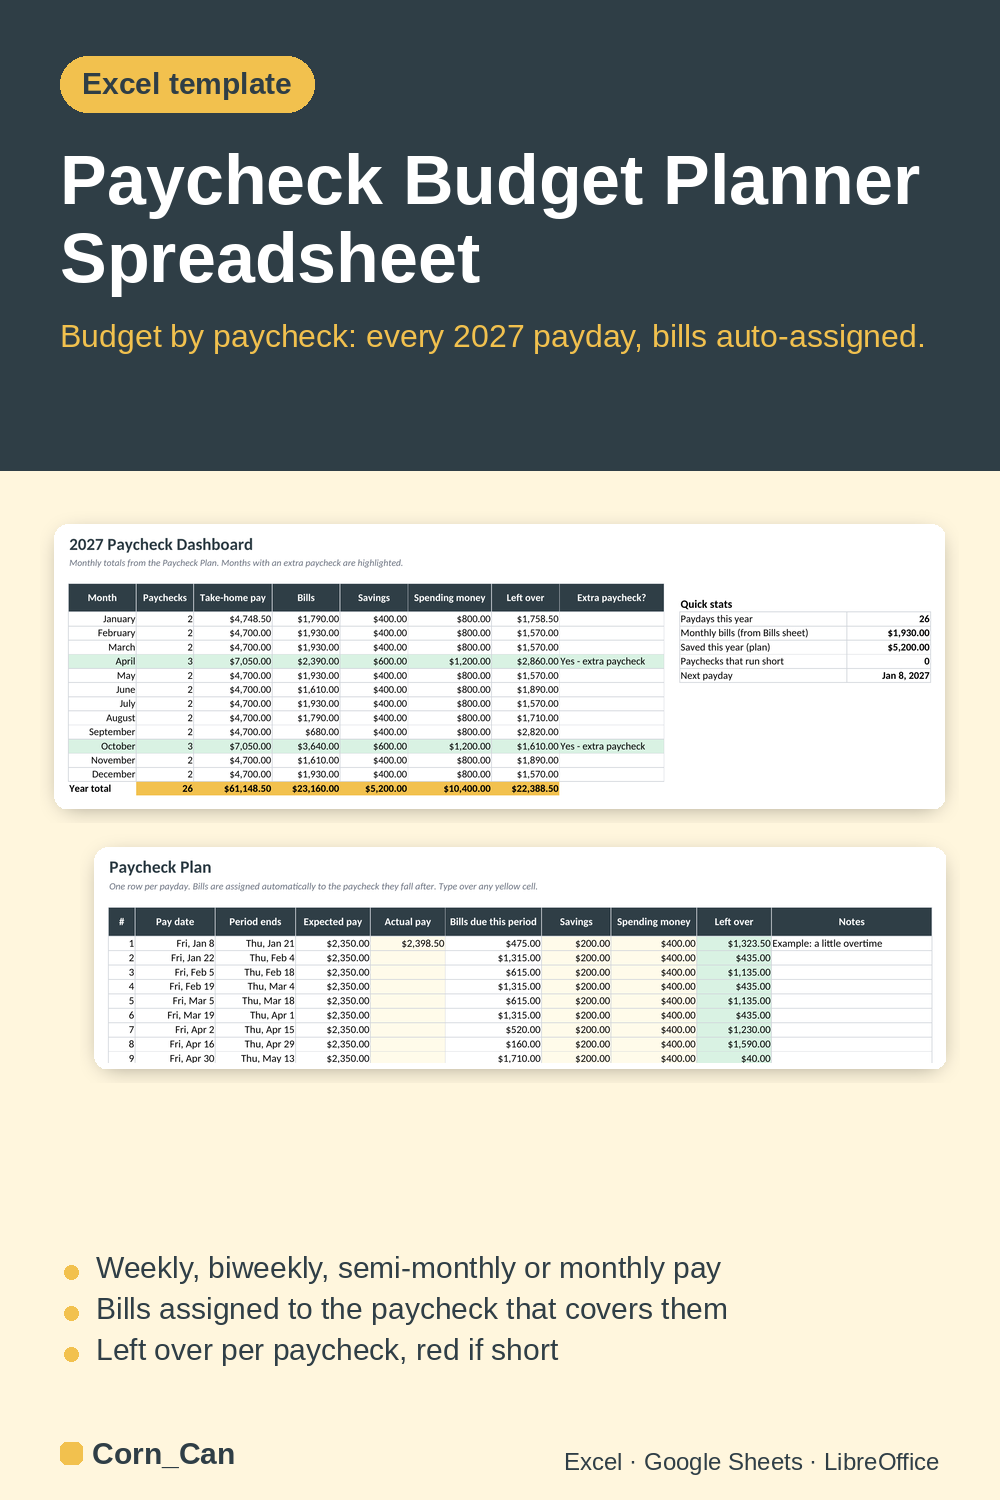 Excel template
Paycheck Budget Planner
Spreadsheet
Budget by paycheck: every 2027 payday, bills auto-assigned.
2027 Paycheck Dashboard
Monthly totals from the Paycheck Plan. Months with an extra paycheck are highlighted.
Month Paychecks Take-home pay Bills Savings Spending money Left over Extra paycheck?
January 2 $4,748.50 $1,790.00 $400.00 $800.00 $1,758.50
February 2 $4,700.00 $1,930.00 $400.00 $800.00 $1,570.00
March 2 $4,700.00 $1,930.00 $400.00 $800.00 $1,570.00
April 3 $7,050.00 $2,390.00 $600.00 $1,200.00 $2,860.00 Yes - extra paycheck
May 2 $4,700.00 $1,930.00 $400.00 $800.00 $1,570.00
June 2 $4,700.00 $1,610.00 $400.00 $800.00 $1,890.00
July 2 $4,700.00 $1,930.00 $400.00 $800.00 $1,570.00
August 2 $4,700.00 $1,790.00 $400.00 $800.00 $1,710.00
September 2 $4,700.00 $680.00 $400.00 $800.00 $2,820.00
October 3 $7,050.00 $3,640.00 $600.00 $1,200.00 $1,610.00 Yes - extra paycheck
November 2 $4,700.00 $1,610.00 $400.00 $800.00 $1,890.00
December 2 $4,700.00 $1,930.00 $400.00 $800.00 $1,570.00
Year total 26 $61,148.50 $23,160.00 $5,200.00 $10,400.00 $22,388.50
Quick stats
Paydays this year 26
Monthly bills (from Bills sheet) $1,930.00
Saved this year (plan) $5,200.00
Paychecks that run short 0
Next payday Jan 8, 2027
Paycheck Plan
One row per payday. Bills are assigned automatically to the paycheck they fall after. Type over any yellow cell.
# Pay date Period ends Expected pay Actual pay Bills due this period Savings Spending money Left over Notes
1 Fri, Jan 8 Thu, Jan 21 $2,350.00 $2,398.50 $475.00 $200.00 $400.00 $1,323.50 Example: a little overtime
2 Fri, Jan 22 Thu, Feb 4 $2,350.00 $1,315.00 $200.00 $400.00 $435.00
3 Fri, Feb 5 Thu, Feb 18 $2,350.00 $615.00 $200.00 $400.00 $1,135.00
4 Fri, Feb 19 Thu, Mar 4 $2,350.00 $1,315.00 $200.00 $400.00 $435.00
5 Fri, Mar 5 Thu, Mar 18 $2,350.00 $615.00 $200.00 $400.00 $1,135.00
6 Fri, Mar 19 Thu, Apr 1 $2,350.00 $1,315.00 $200.00 $400.00 $435.00
7 Fri, Apr 2 Thu, Apr 15 $2,350.00 $520.00 $200.00 $400.00 $1,230.00
8 Fri, Apr 16 Thu, Apr 29 $2,350.00 $160.00 $200.00 $400.00 $1,590.00
9 Fri, Apr 30 Thu, May 13 $2,350.00 $1,710.00 $200.00 $400.00 $40.00
Weekly, biweekly, semi-monthly or monthly pay
Bills assigned to the paycheck that covers them
Left over per paycheck, red if short
Corn_Can
Excel · Google Sheets · LibreOffice